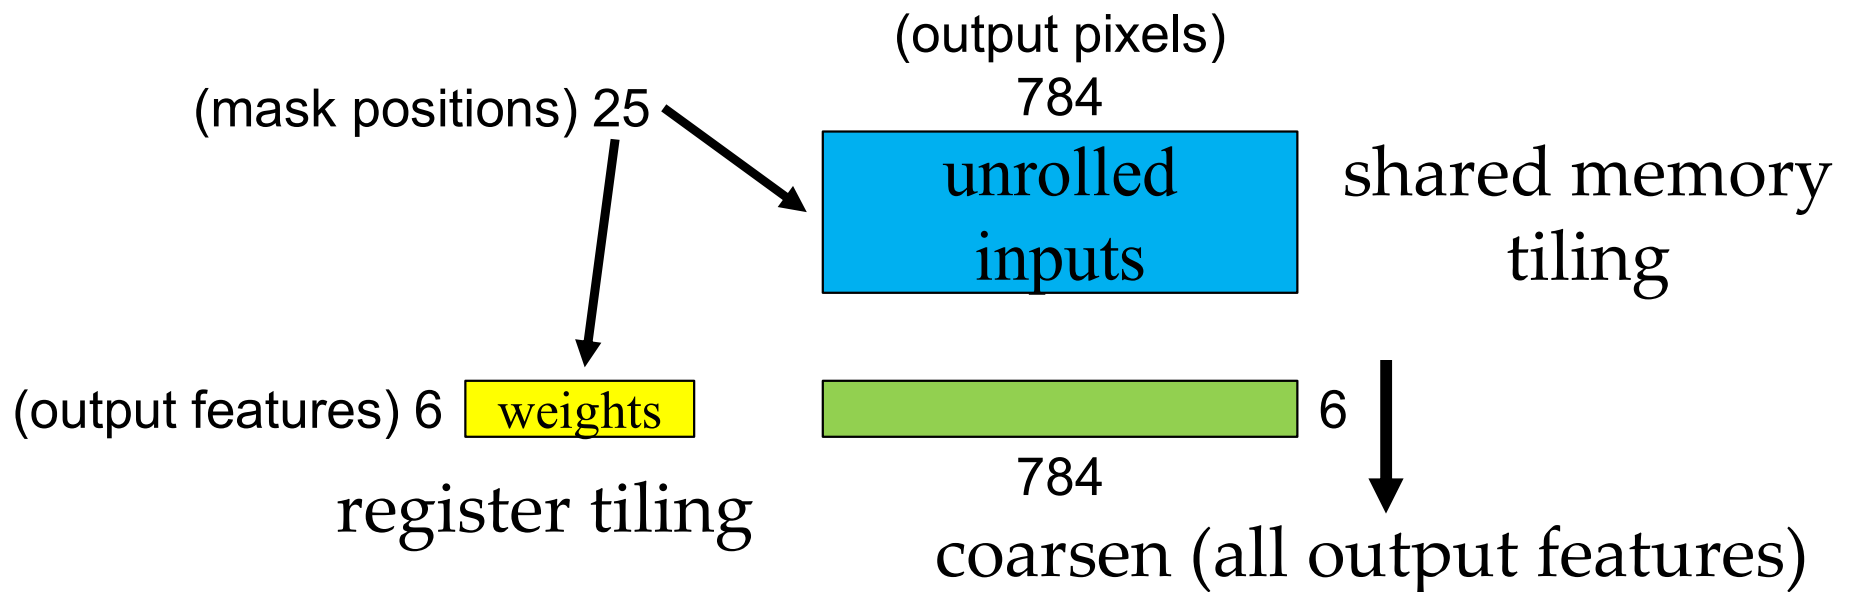 (output pixels)
784
(mask positions) 25
unrolled
inputs
shared memory
tiling
(output features) 6
weights
6
784
register tiling
coarsen (all output features)